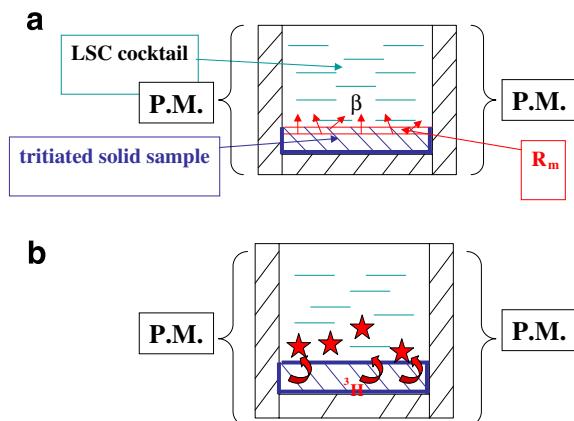 a
LSC cocktail
P.M.
β
P.M.
tritiated solid sample
Rm
b
P.M.
P.M.
³H